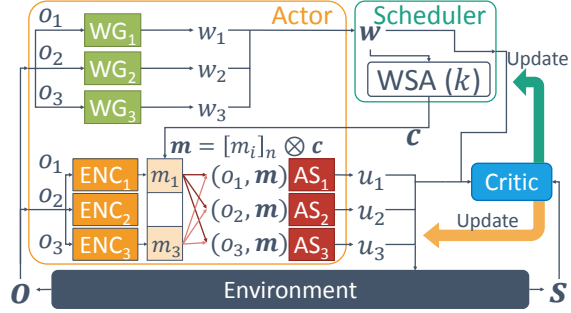 Actor
Scheduler
o₁ WG₁ w₁ w
o₂ WG₂ w₂ Update
o₃ WG₃ w₃ WSA (k)
c
m = [mᵢ]ₙ ⊗ c
o₁ ENC₁ m₁ (o₁, m) AS₁ u₁
o₂ ENC₂ (o₂, m) AS₂ u₂ Critic
o₃ ENC₃ m₃ (o₃, m) AS₃ u₃ Update
o Environment s